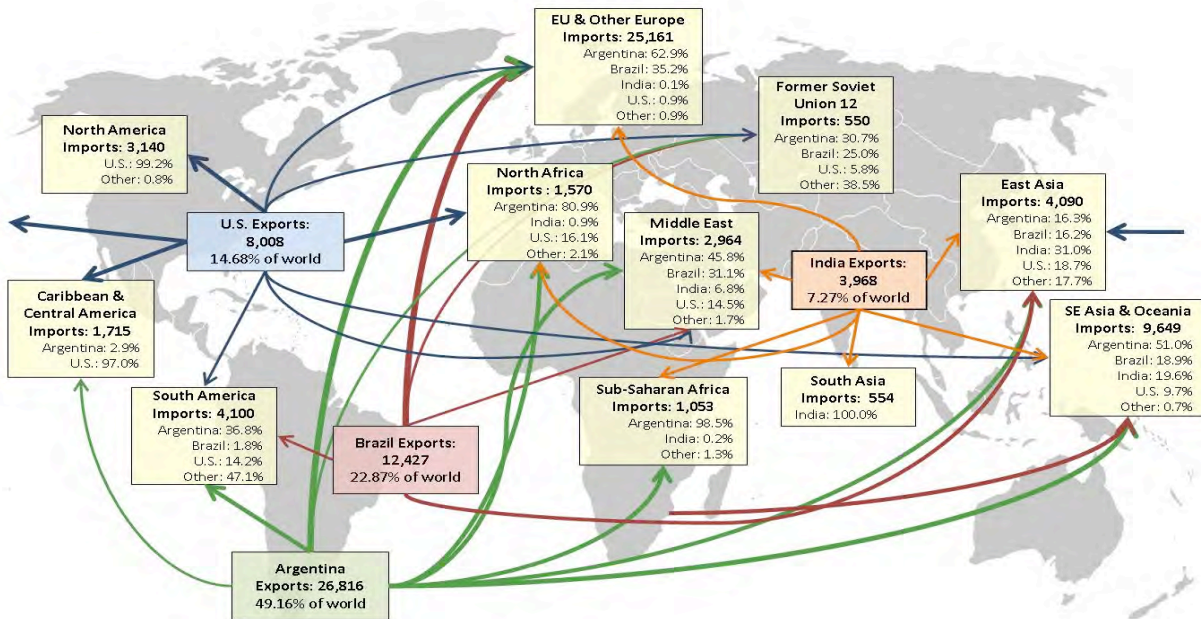 EU & Other Europe
Imports: 25,161
Argentina: 62.9%
Brazil: 35.2%
India: 0.1%
U.S.: 0.9%
Other: 0.9%
Former Soviet
Union 12
Imports: 550
Argentina: 30.7%
Brazil: 25.0%
U.S.: 5.8%
Other: 38.5%
North America
Imports: 3,140
U.S.: 99.2%
Other: 0.8%
North Africa
Imports : 1,570
Argentina: 80.9%
India: 0.9%
U.S.: 16.1%
Other: 2.1%
East Asia
Imports: 4,090
Argentina: 16.3%
Brazil: 16.2%
India: 31.0%
U.S.: 18.7%
Other: 17.7%
U.S. Exports:
8,008
14.68% of world
Middle East
Imports: 2,964
Argentina: 45.8%
Brazil: 31.1%
India: 6.8%
U.S.: 14.5%
Other: 1.7%
India Exports:
3,968
7.27% of world
Caribbean &
Central America
Imports: 1,715
Argentina: 2.9%
U.S.: 97.0%
SE Asia & Oceania
Imports: 9,649
Argentina: 51.0%
Brazil: 18.9%
India: 19.6%
U.S. 9.7%
Other: 0.7%
South America
Imports: 4,100
Argentina: 36.8%
Brazil: 1.8%
U.S.: 14.2%
Other: 47.1%
Sub-Saharan Africa
Imports: 1,053
Argentina: 98.5%
India: 0.2%
Other: 1.3%
South Asia
Imports: 554
India: 100.0%
Brazil Exports:
12,427
22.87% of world
Argentina
Exports: 26,816
49.16% of world